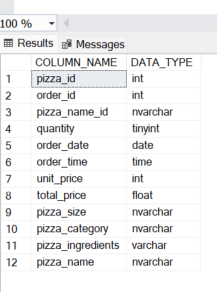 100 %
Results Messages
COLUMN_NAME DATA_TYPE
1 pizza_id int
2 order_id int
3 pizza_name_id nvarchar
4 quantity tinyint
5 order_date date
6 order_time time
7 unit_price int
8 total_price float
9 pizza_size nvarchar
10 pizza_category nvarchar
11 pizza_ingredients varchar
12 pizza_name nvarchar